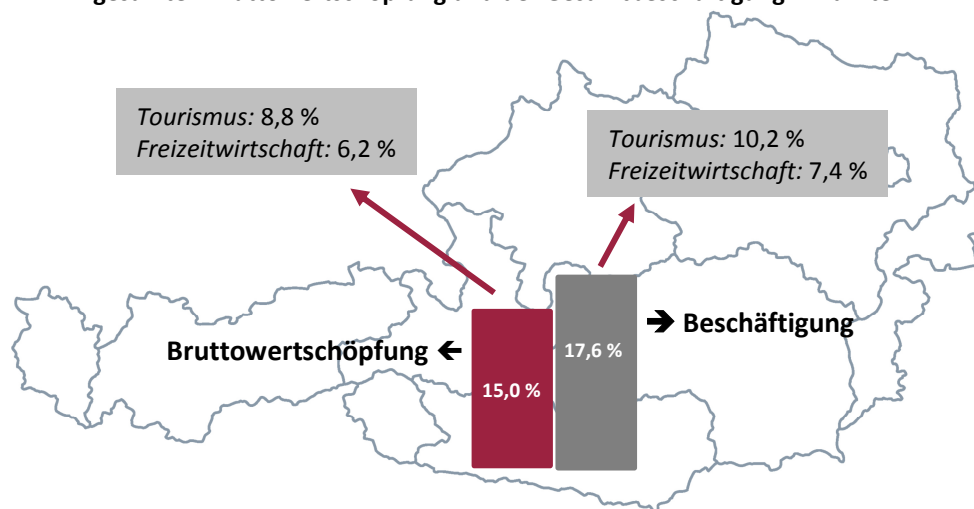 Tourismus: 8,8 %
Freizeitwirtschaft: 6,2 %
Tourismus: 10,2 %
Freizeitwirtschaft: 7,4 %
➔ Beschäftigung
Bruttowertschöpfung 🡸
17,6 %
15,0 %